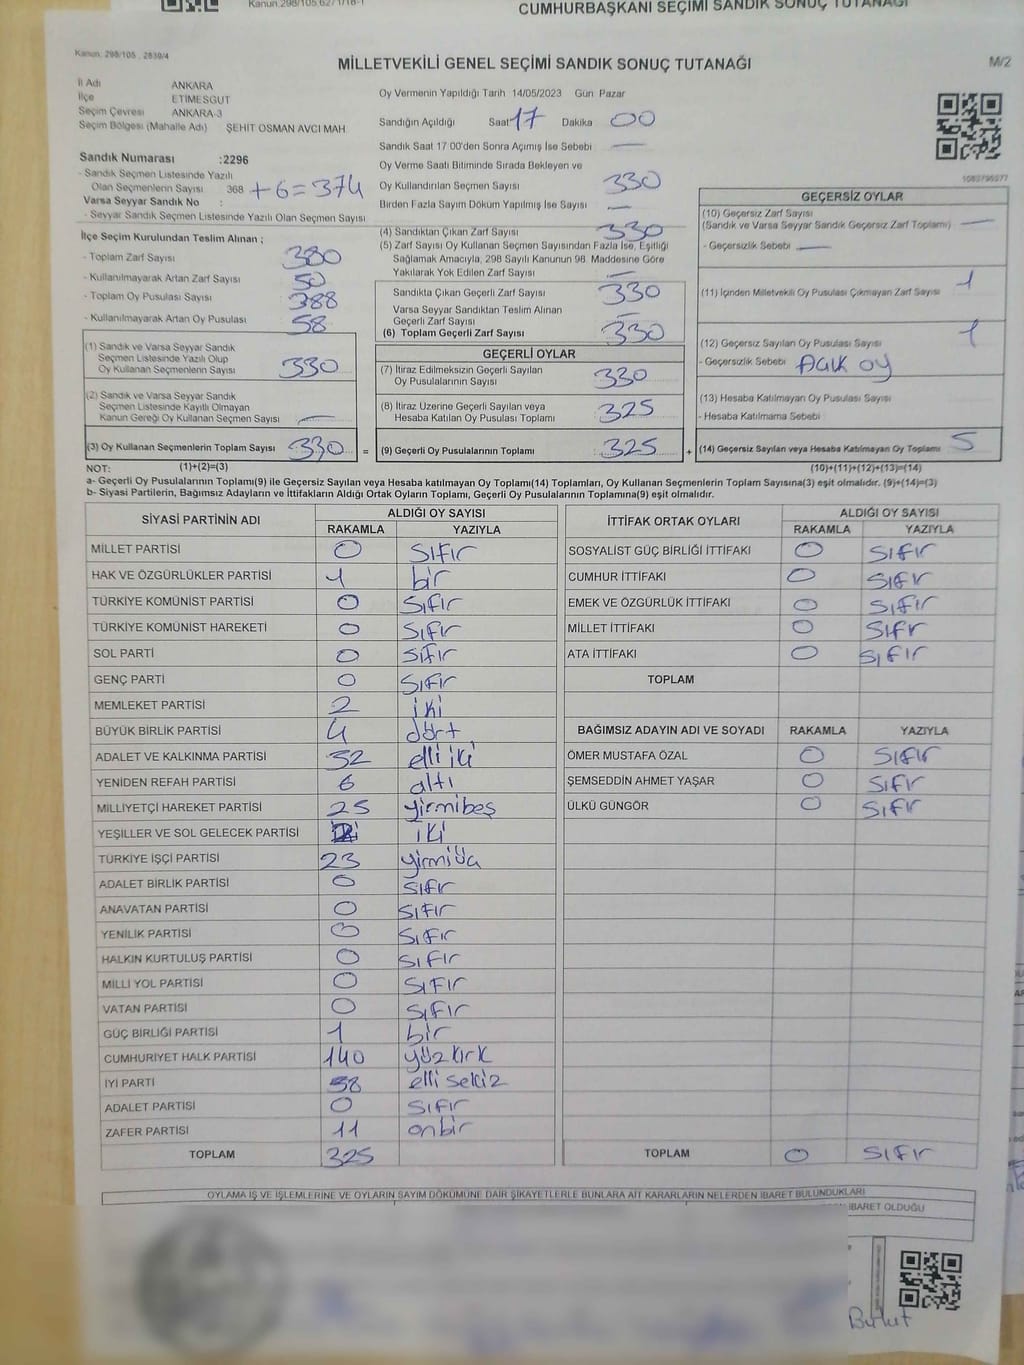 CUMHURBAŞKANI SEÇİMİ SANDIK SONUÇ TUTANAĞI
Kanun: 298/105 , 2839/4
MİLLETVEKİLİ GENEL SEÇİMİ SANDIK SONUÇ TUTANAĞI
M/2
İl Adı ANKARA
İlçe ETİMESGUT
Seçim Çevresi ANKARA-3
Seçim Bölgesi (Mahalle Adı) ŞEHİT OSMAN AVCI MAH.
Oy Vermenin Yapıldığı Tarih 14/05/2023 Gün Pazar
Sandığın Açıldığı Saat 17 Dakika 00
Sandık Saat 17:00'den Sonra Açımış İse Sebebi —
Oy Verme Saati Bitiminde Sırada Bekleyen ve
Oy Kullandırılan Seçmen Sayısı 330
Birden Fazla Sayım Döküm Yapılmış İse Sayısı —
Sandık Numarası :2296
- Sandık Seçmen Listesinde Yazılı
Olan Seçmenlerin Sayısı 368 +6=374
Varsa Seyyar Sandık No :
- Seyyar Sandık Seçmen Listesinde Yazılı Olan Seçmen Sayısı
İlçe Seçim Kurulundan Teslim Alınan ;
- Toplam Zarf Sayısı 380
- Kullanılmayarak Artan Zarf Sayısı 50
- Toplam Oy Pusulası Sayısı 388
- Kullanılmayarak Artan Oy Pusulası 58
(1) Sandık ve Varsa Seyyar Sandık
Seçmen Listesinde Yazılı Olup
Oy Kullanan Seçmenlerin Sayısı 330
(2) Sandık ve Varsa Seyyar Sandık
Seçmen Listesinde Kayıtlı Olmayan
Kanun Gereği Oy Kullanan Seçmen Sayısı —
(3) Oy Kullanan Seçmenlerin Toplam Sayısı 330 =
(4) Sandıktan Çıkan Zarf Sayısı 330
(5) Zarf Sayısı Oy Kullanan Seçmen Sayısından Fazla İse, Eşitliği
Sağlamak Amacıyla, 298 Sayılı Kanunun 98. Maddesine Göre
Yakılarak Yok Edilen Zarf Sayısı —
Sandıkta Çıkan Geçerli Zarf Sayısı 330
Varsa Seyyar Sandıktan Teslim Alınan
Geçerli Zarf Sayısı —
(6) Toplam Geçerli Zarf Sayısı 330
GEÇERLİ OYLAR
(7) İtiraz Edilmeksizin Geçerli Sayılan
Oy Pusulalarının Sayısı 330
(8) İtiraz Üzerine Geçerli Sayılan veya
Hesaba Katılan Oy Pusulası Toplamı 325
(9) Geçerli Oy Pusulalarının Toplamı 325 +
GEÇERSİZ OYLAR
(10) Geçersiz Zarf Sayısı
(Sandık ve Varsa Seyyar Sandık Geçersiz Zarf Toplamı) —
- Geçersizlik Sebebi —
(11) İçinden Milletvekili Oy Pusulası Çıkmayan Zarf Sayısı 1
(12) Geçersiz Sayılan Oy Pusulası Sayısı 1
- Geçersizlik Sebebi Açık oy
(13) Hesaba Katılmayan Oy Pusulası Sayısı
- Hesaba Katılmama Sebebi
(14) Geçersiz Sayılan veya Hesaba Katılmayan Oy Toplamı 5
NOT: (1)+(2)=(3) (10)+(11)+(12)+(13)=(14)
a- Geçerli Oy Pusulalarının Toplamı(9) ile Geçersiz Sayılan veya Hesaba katılmayan Oy Toplamı(14) Toplamları, Oy Kullanan Seçmenlerin Toplam Sayısına(3) eşit olmalıdır. (9)+(14)=(3)
b- Siyasi Partilerin, Bağımsız Adayların ve İttifakların Aldığı Ortak Oyların Toplamı, Geçerli Oy Pusulalarının Toplamına(9) eşit olmalıdır.
SİYASİ PARTİNİN ADI ALDIĞI OY SAYISI
RAKAMLA YAZIYLA
MİLLET PARTİSİ 0 sıfır
HAK VE ÖZGÜRLÜKLER PARTİSİ 1 bir
TÜRKİYE KOMÜNİST PARTİSİ 0 sıfır
TÜRKİYE KOMÜNİST HAREKETİ 0 sıfır
SOL PARTİ 0 sıfır
GENÇ PARTİ 0 sıfır
MEMLEKET PARTİSİ 2 iki
BÜYÜK BİRLİK PARTİSİ 4 dört
ADALET VE KALKINMA PARTİSİ 52 elli iki
YENİDEN REFAH PARTİSİ 6 altı
MİLLİYETÇİ HAREKET PARTİSİ 25 yirmibeş
YEŞİLLER VE SOL GELECEK PARTİSİ 2 iki
TÜRKİYE İŞÇİ PARTİSİ 23 yirmiüç
ADALET BİRLİK PARTİSİ 0 sıfır
ANAVATAN PARTİSİ 0 sıfır
YENİLİK PARTİSİ 0 sıfır
HALKIN KURTULUŞ PARTİSİ 0 sıfır
MİLLİ YOL PARTİSİ 0 sıfır
VATAN PARTİSİ 0 sıfır
GÜÇ BİRLİĞİ PARTİSİ 1 bir
CUMHURİYET HALK PARTİSİ 140 yüz kırk
İYİ PARTİ 58 elli sekiz
ADALET PARTİSİ 0 sıfır
ZAFER PARTİSİ 11 onbir
TOPLAM 325
İTTİFAK ORTAK OYLARI ALDIĞI OY SAYISI
RAKAMLA YAZIYLA
SOSYALİST GÜÇ BİRLİĞİ İTTİFAKI 0 sıfır
CUMHUR İTTİFAKI 0 sıfır
EMEK VE ÖZGÜRLÜK İTTİFAKI 0 sıfır
MİLLET İTTİFAKI 0 sıfır
ATA İTTİFAKI 0 sıfır
TOPLAM
BAĞIMSIZ ADAYIN ADI VE SOYADI RAKAMLA YAZIYLA
ÖMER MUSTAFA ÖZAL 0 sıfır
ŞEMSEDDİN AHMET YAŞAR 0 sıfır
ÜLKÜ GÜNGÖR 0 sıfır
TOPLAM 0 sıfır
OYLAMA İŞ VE İŞLEMLERİNE VE OYLARIN SAYIM DÖKÜMÜNE DAİR ŞİKAYETLERLE BUNLARA AİT KARARLARIN NELERDEN İBARET BULUNDUKLARI
İBARET OLDUĞU
Bulut